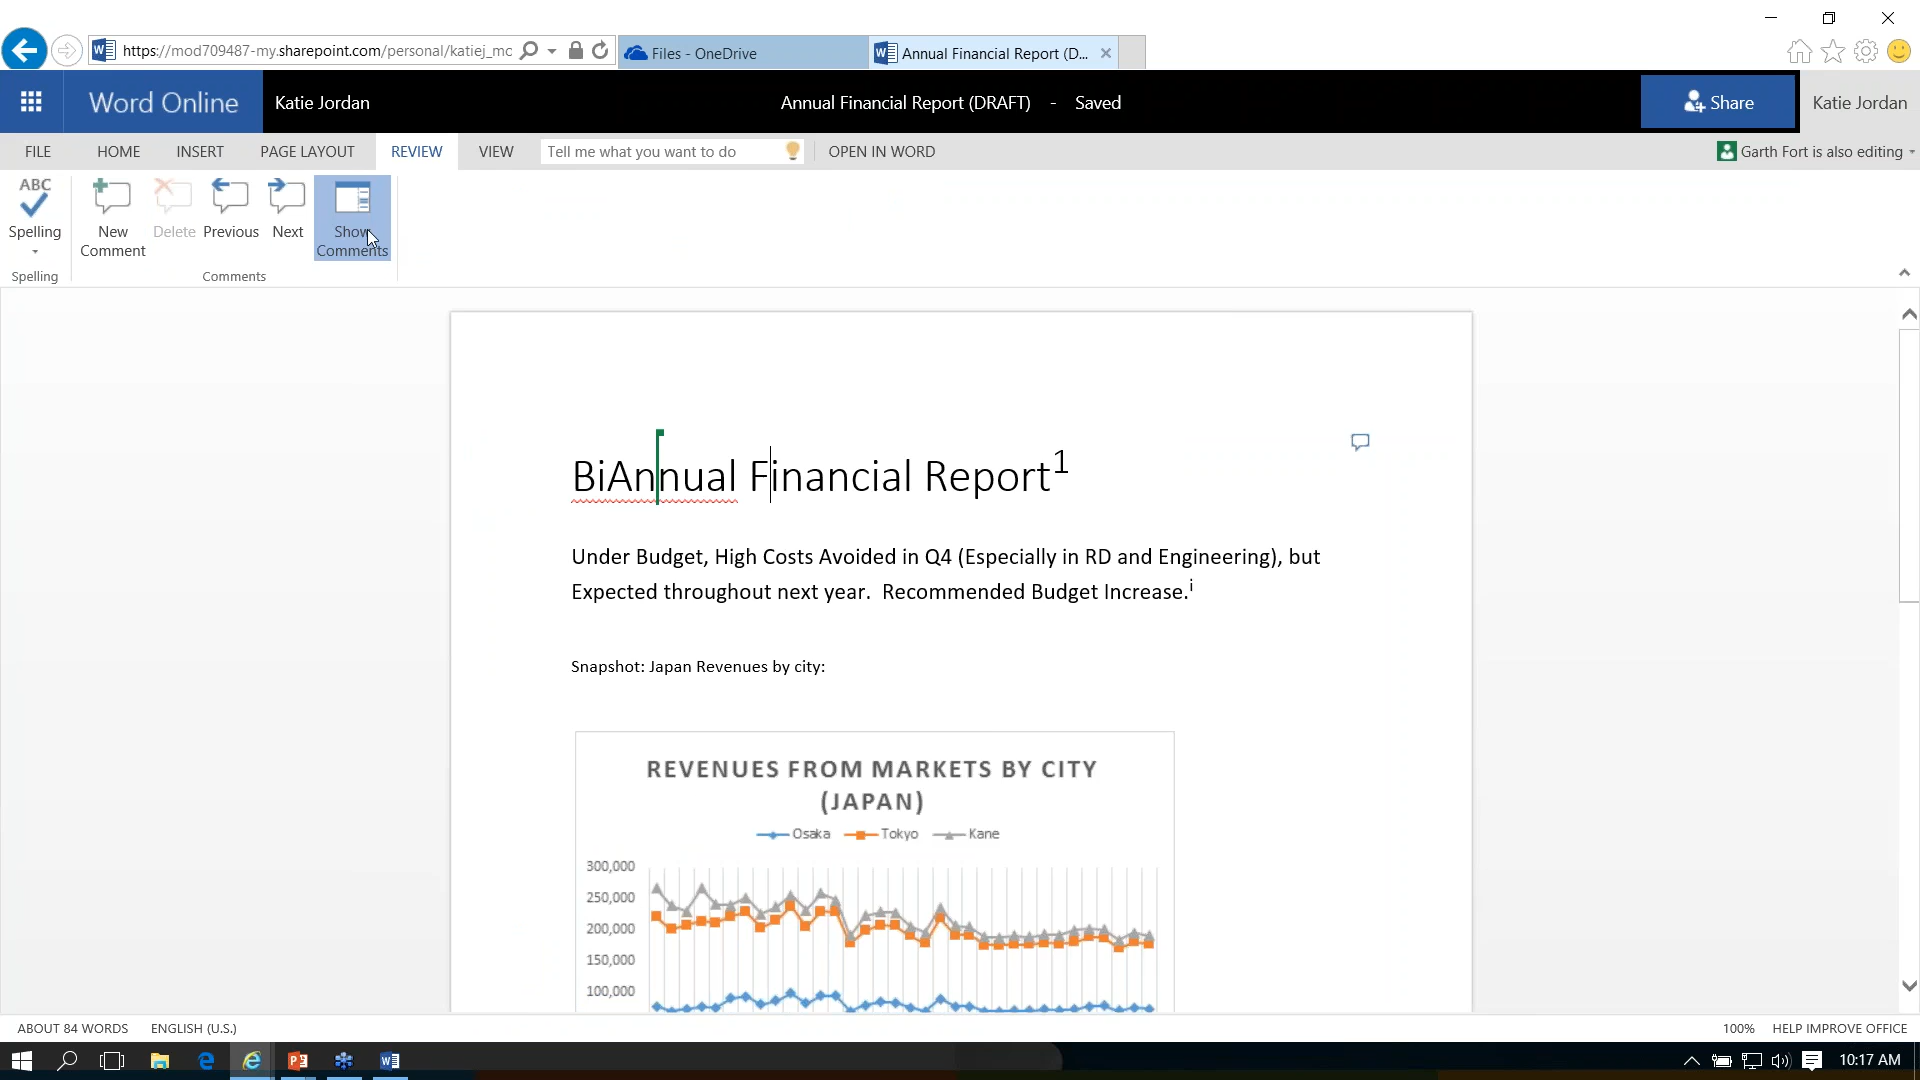 https://mod709487-my.sharepoint.com/personal/katiej_mc
Files - OneDrive
Annual Financial Report (D...
Word Online
Katie Jordan
Annual Financial Report (DRAFT) - Saved
Share
Katie Jordan
FILE HOME INSERT PAGE LAYOUT REVIEW VIEW Tell me what you want to do OPEN IN WORD
Garth Fort is also editing
ABC
Spelling
New Comment
Delete
Previous
Next
Show Comments
Spelling
Comments
BiAnnual Financial Report1
Under Budget, High Costs Avoided in Q4 (Especially in RD and Engineering), but
Expected throughout next year. Recommended Budget Increase.i
Snapshot: Japan Revenues by city:
REVENUES FROM MARKETS BY CITY
(JAPAN)
Osaka Tokyo Kane
300,000
250,000
200,000
150,000
100,000
ABOUT 84 WORDS ENGLISH (U.S.)
100% HELP IMPROVE OFFICE
10:17 AM